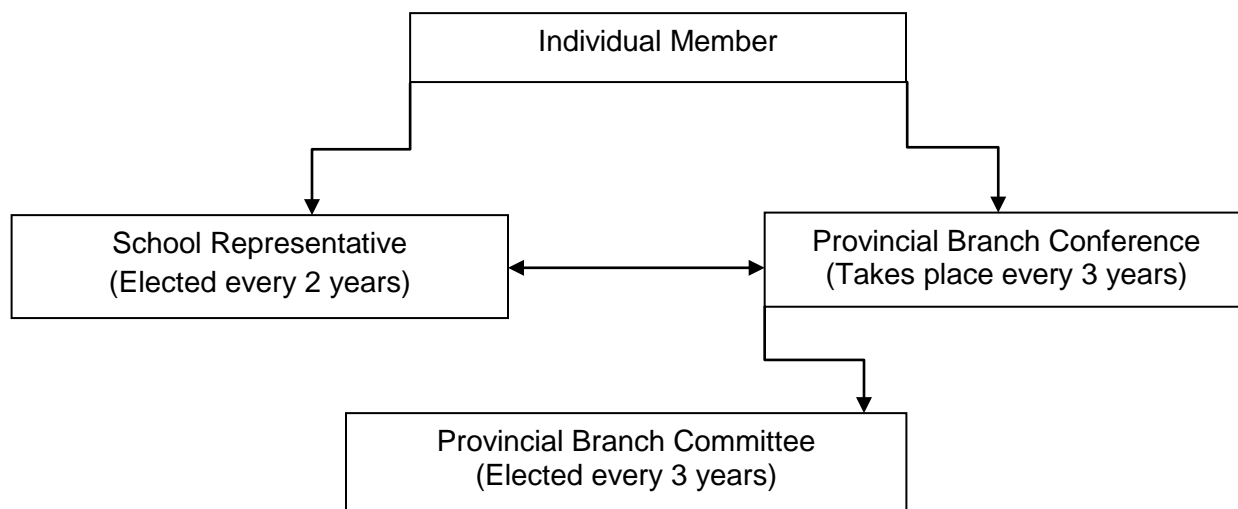 Individual Member
School Representative
(Elected every 2 years)
Provincial Branch Conference
(Takes place every 3 years)
Provincial Branch Committee
(Elected every 3 years)